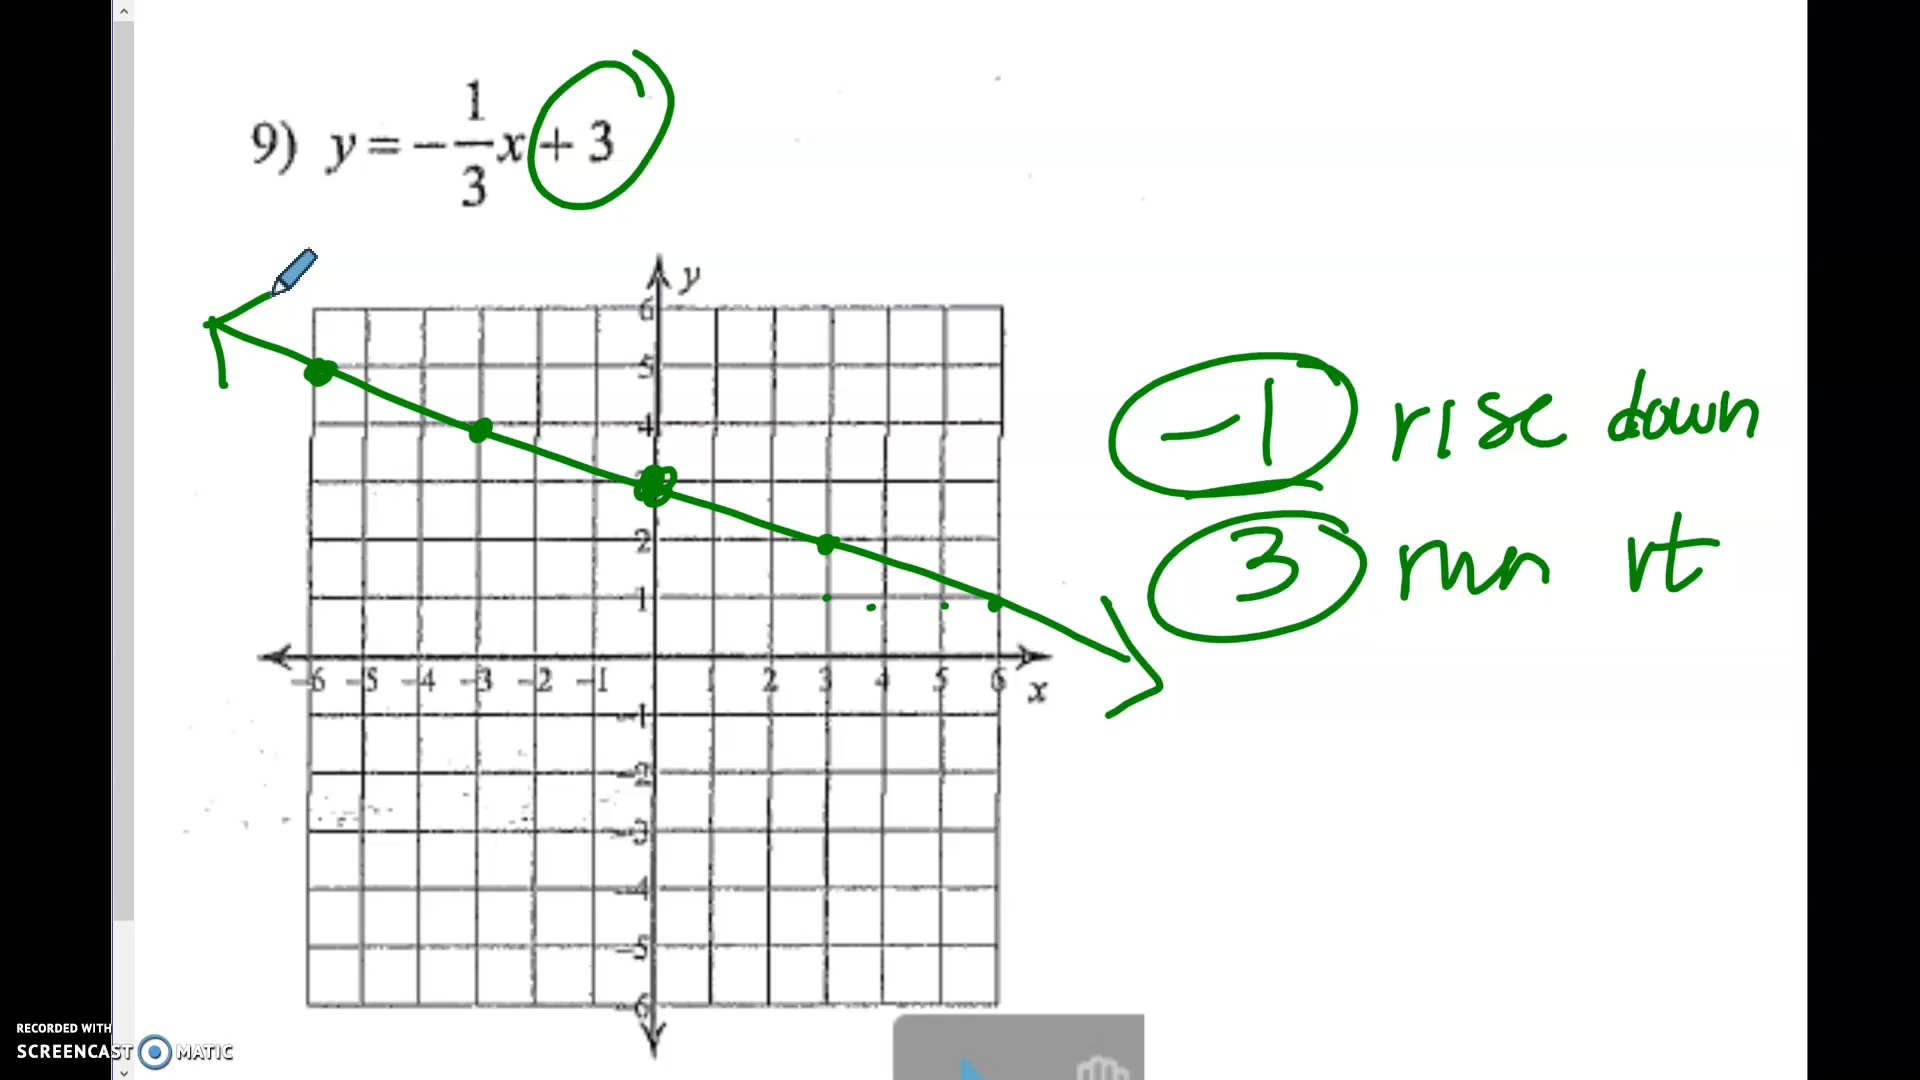 9) y = -1/3x + 3
y
6
5
4
3
2
1
-6 -5 -4 -3 -2 -1 1 2 3 4 5 6 x
-1
-2
-3
-4
-5
-6
-1 rise down
3 run rt
RECORDED WITH
SCREENCAST MATIC